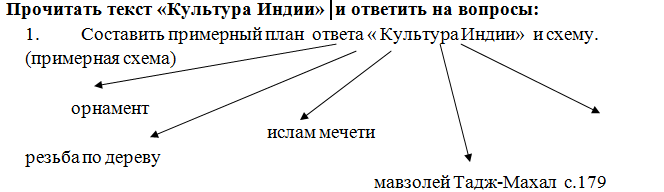 Прочитать текст «Культура Индии» и ответить на вопросы:
1. Составить примерный план ответа « Культура Индии» и схему.
(примерная схема)
орнамент
ислам мечети
резьба по дереву
мавзолей Тадж-Махал с.179